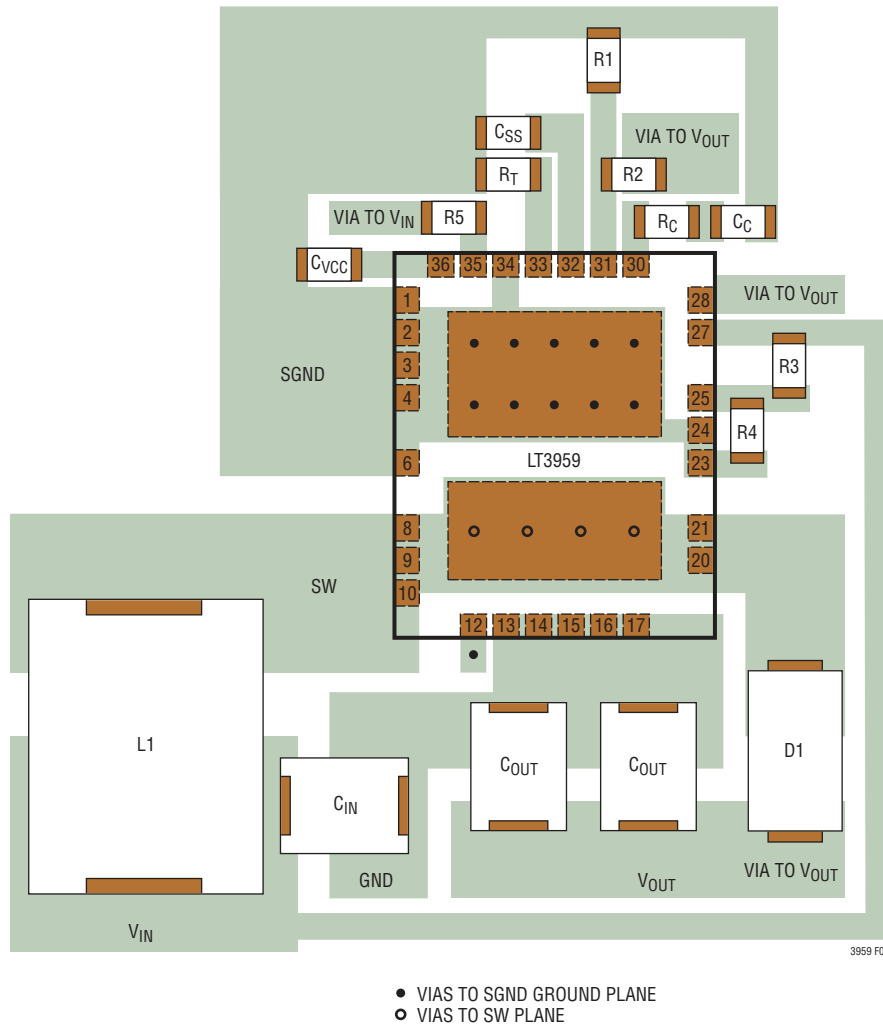 R1
CSS
VIA TO VOUT
RT
R2
VIA TO VIN
R5
RC
CC
CVCC
36 35 34 33 32 31 30
1
28
VIA TO VOUT
2
27
3
R3
SGND
4
25
24
R4
6
LT3959
23
8
21
9
20
SW
10
12 13 14 15 16 17
L1
COUT
COUT
D1
CIN
GND
VOUT
VIA TO VOUT
VIN
3959 F0
VIAS TO SGND GROUND PLANE
VIAS TO SW PLANE